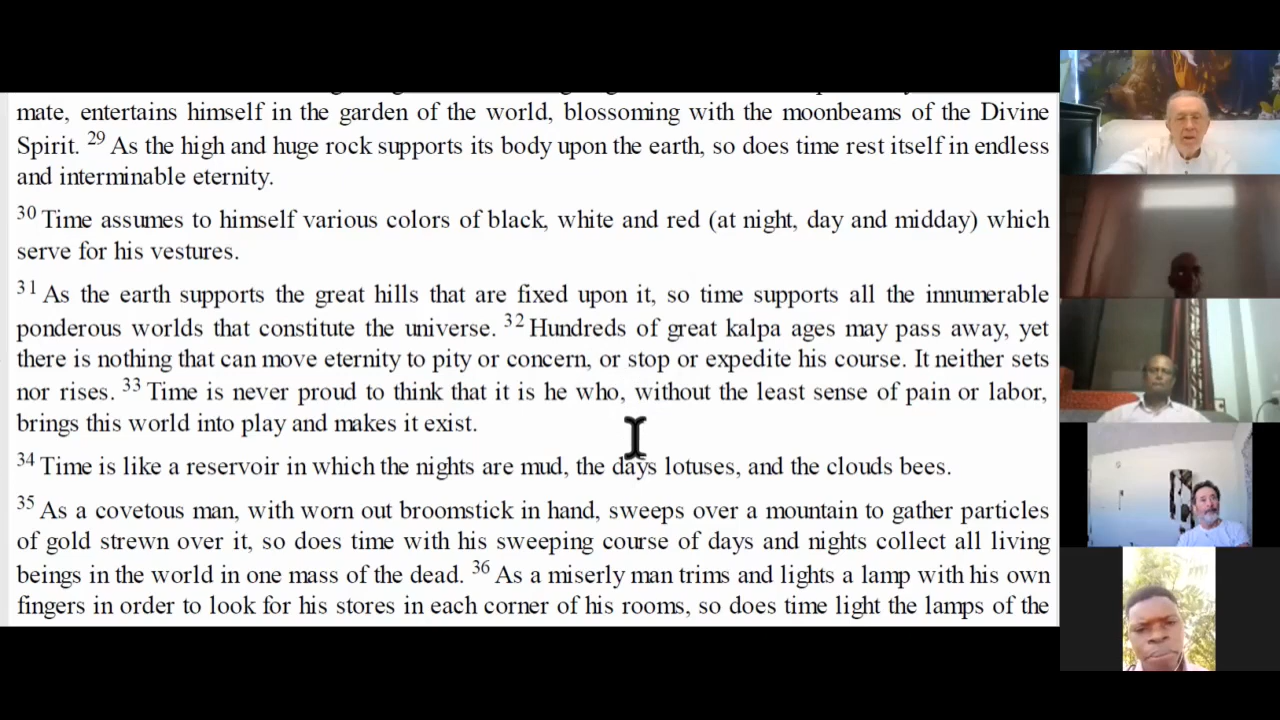 mate, entertains himself in the garden of the world, blossoming with the moonbeams of the Divine
Spirit. 29 As the high and huge rock supports its body upon the earth, so does time rest itself in endless
and interminable eternity.
30 Time assumes to himself various colors of black, white and red (at night, day and midday) which
serve for his vestures.
31 As the earth supports the great hills that are fixed upon it, so time supports all the innumerable
ponderous worlds that constitute the universe. 32 Hundreds of great kalpa ages may pass away, yet
there is nothing that can move eternity to pity or concern, or stop or expedite his course. It neither sets
nor rises. 33 Time is never proud to think that it is he who, without the least sense of pain or labor,
brings this world into play and makes it exist.
34 Time is like a reservoir in which the nights are mud, the days lotuses, and the clouds bees.
35 As a covetous man, with worn out broomstick in hand, sweeps over a mountain to gather particles
of gold strewn over it, so does time with his sweeping course of days and nights collect all living
beings in the world in one mass of the dead. 36 As a miserly man trims and lights a lamp with his own
fingers in order to look for his stores in each corner of his rooms, so does time light the lamps of the